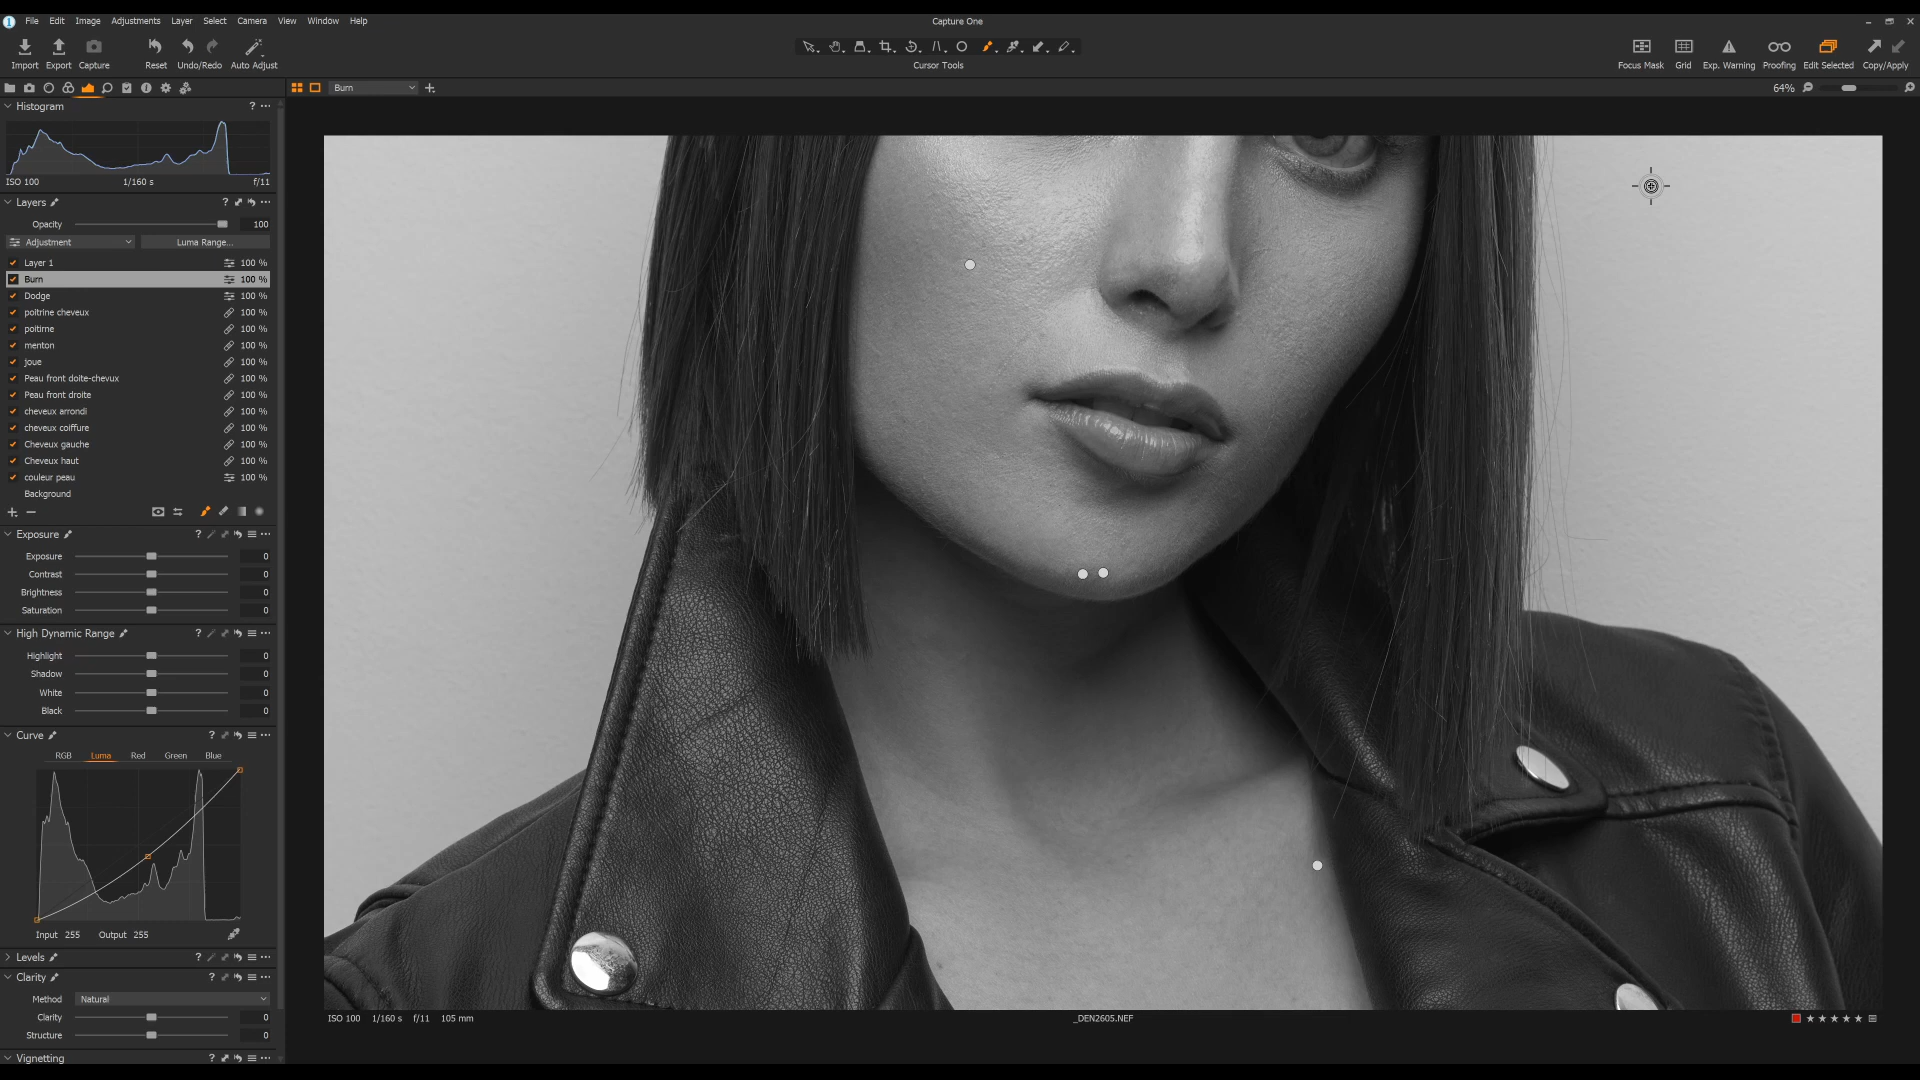 File Edit Image Adjustments Layer Select Camera View Window Help
Capture One
Import Export Capture Reset Undo/Redo Auto Adjust
Cursor Tools
Focus Mask Grid Exp. Warning Proofing Edit Selected Copy/Apply
Burn
64%
Histogram ?
ISO 100 1/160 s f/11
Layers ?
Opacity 100
Adjustment Luma Range...
Layer 1 100 %
Burn 100 %
Dodge 100 %
poitrine cheveux 100 %
poitirne 100 %
menton 100 %
joue 100 %
Peau front doite-chevux 100 %
Peau front droite 100 %
cheveux arrondi 100 %
cheveux coiffure 100 %
Cheveux gauche 100 %
Cheveux haut 100 %
couleur peau 100 %
Background
Exposure ?
Exposure 0
Contrast 0
Brightness 0
Saturation 0
High Dynamic Range ?
Highlight 0
Shadow 0
White 0
Black 0
Curve ?
RGB Luma Red Green Blue
Input 255 Output 255
Levels ?
Clarity ?
Method Natural
Clarity 0
Structure 0
Vignetting ?
ISO 100 1/160 s f/11 105 mm
_DEN2605.NEF